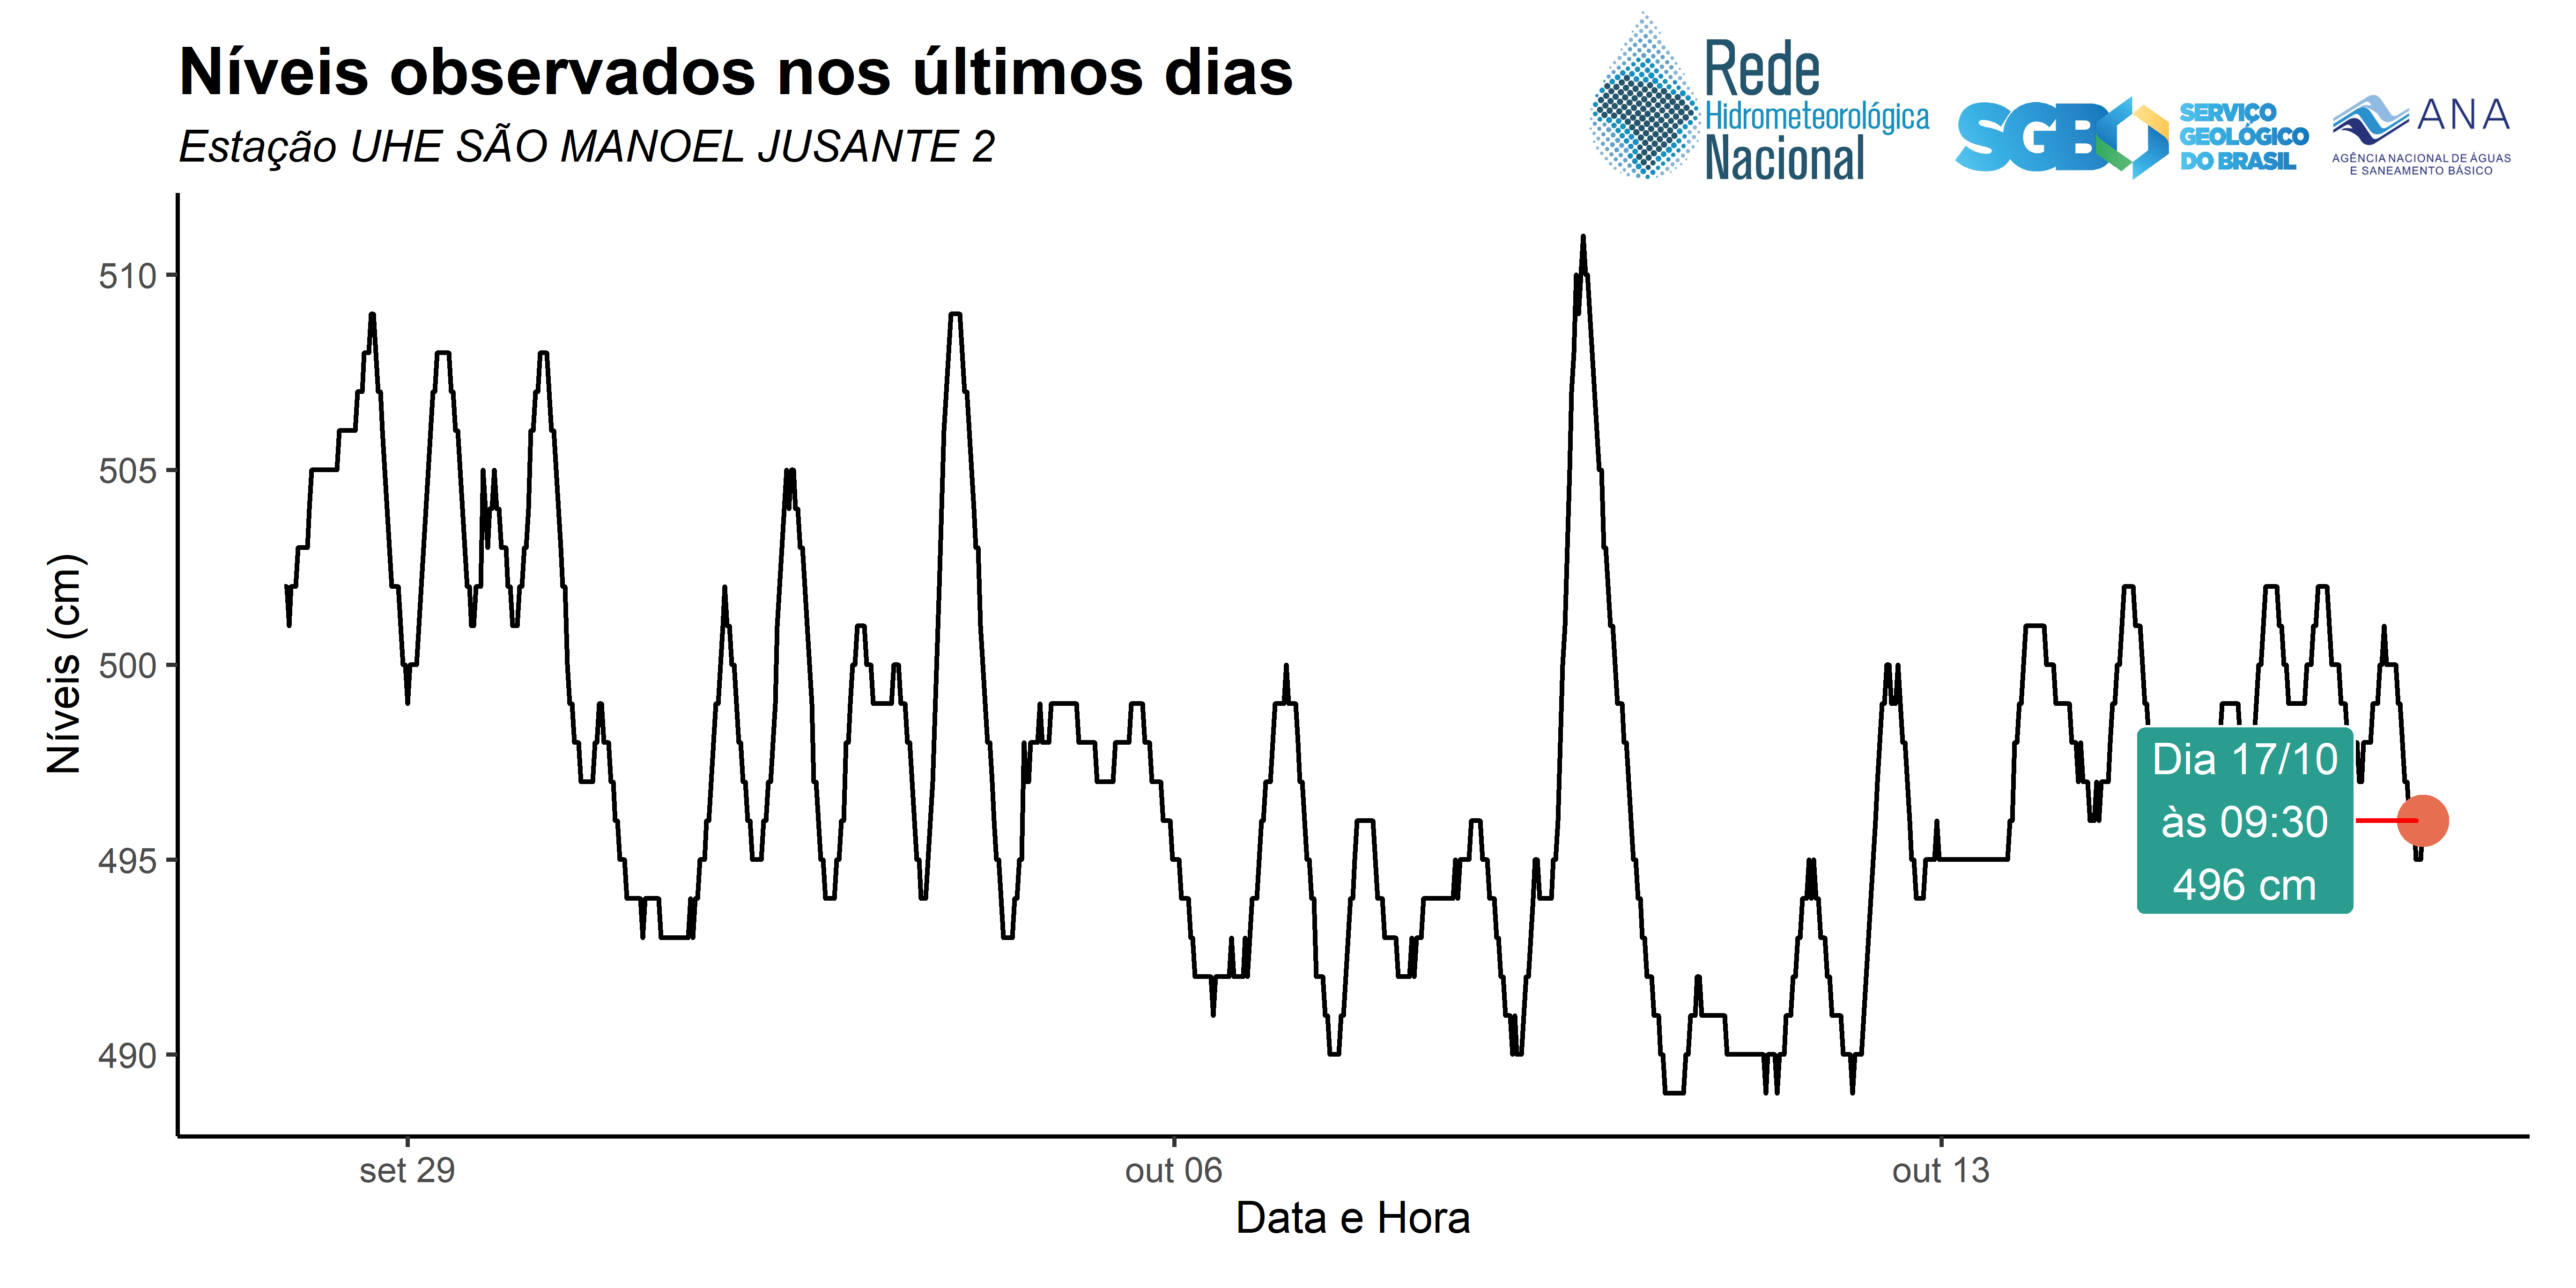 Níveis observados nos últimos dias
Estação UHE SÃO MANOEL JUSANTE 2
Rede
Hidrometeorológica
Nacional
SGB
SERVIÇO
GEOLÓGICO
DO BRASIL
ANA
AGÊNCIA NACIONAL DE ÁGUAS
E SANEAMENTO BÁSICO
Níveis (cm)
510
505
500
495
490
Dia 17/10
às 09:30
496 cm
set 29
out 06
out 13
Data e Hora